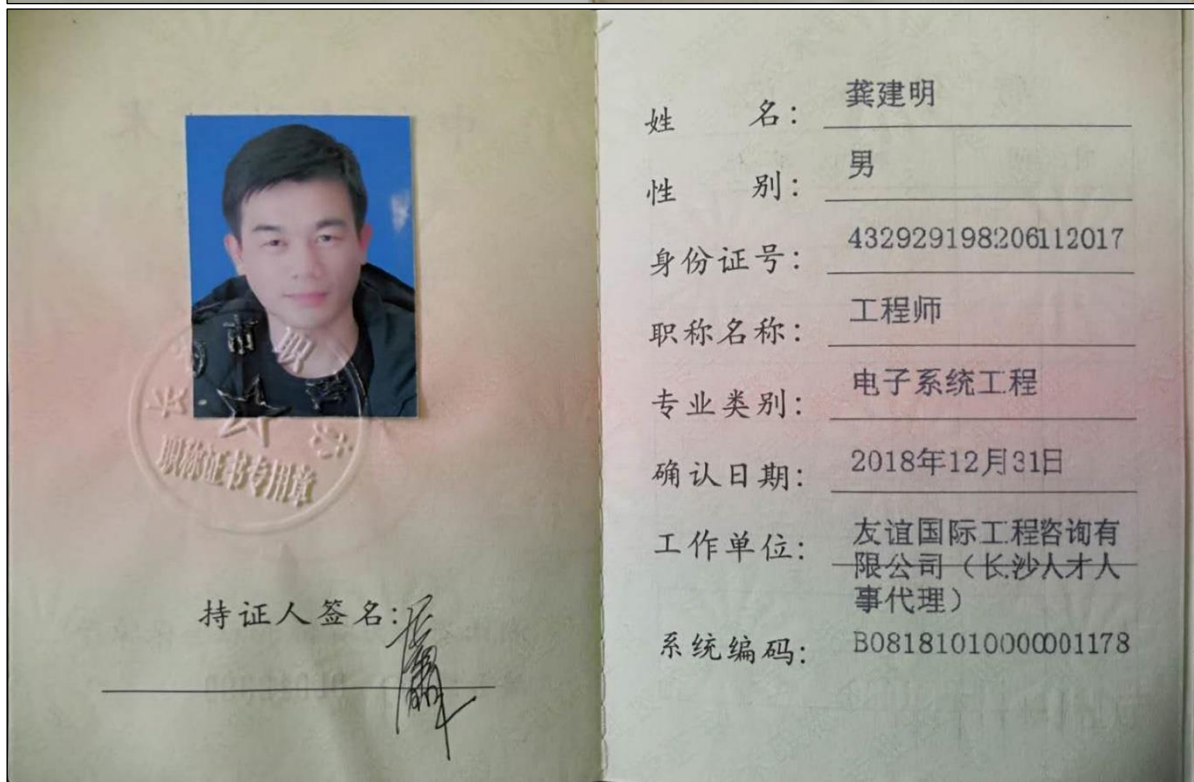 职称证书专用章
持证人签名:
姓 名: 龚建明
性 别: 男
身份证号: 432929198206112017
职称名称: 工程师
专业类别: 电子系统工程
确认日期: 2018年12月31日
工作单位: 友谊国际工程咨询有
限公司（长沙人才人
事代理）
系统编码: B08181010000001178